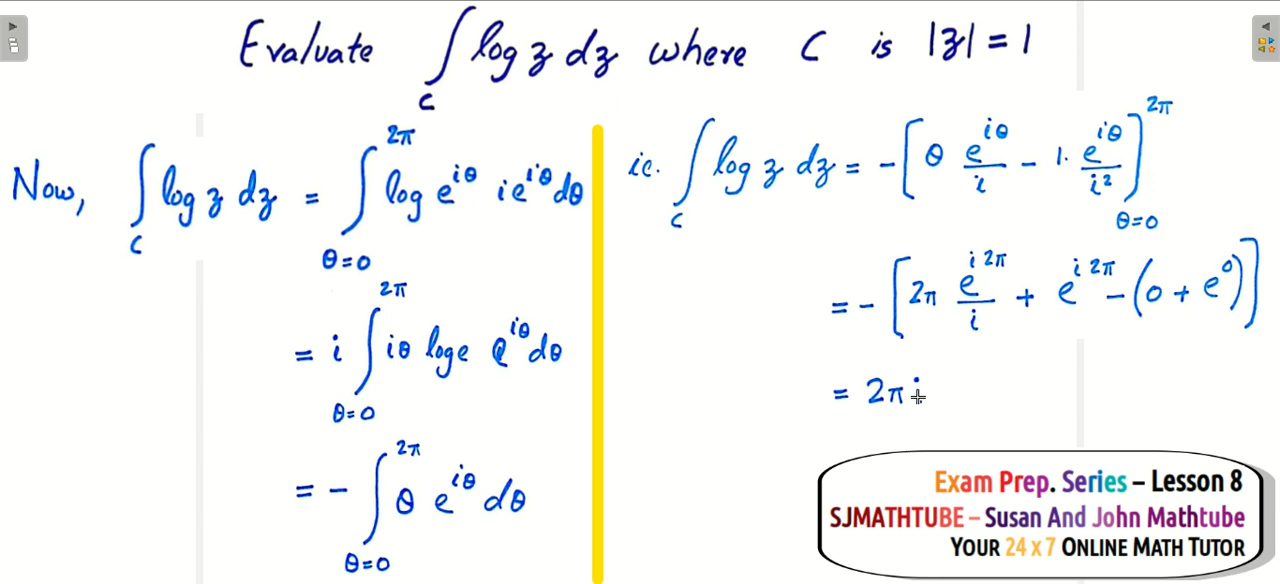 Evaluate ∫_C log z dz where C is |z| = 1
Now, ∫_C log z dz = ∫_{θ=0}^{2π} log e^{iθ} ie^{iθ} dθ
= i ∫_{θ=0}^{2π} iθ log e e^{iθ} dθ
= - ∫_{θ=0}^{2π} θ e^{iθ} dθ
ie. ∫_C log z dz = - [θ e^{iθ}/i - 1. e^{iθ}/i²]_{θ=0}^{2π}
= - [2π e^{i2π}/i + e^{i2π} - (0 + e^0)]
= 2πi
Exam Prep. Series – Lesson 8
SJMATHTUBE – Susan And John Mathtube
YOUR 24 x 7 ONLINE MATH TUTOR